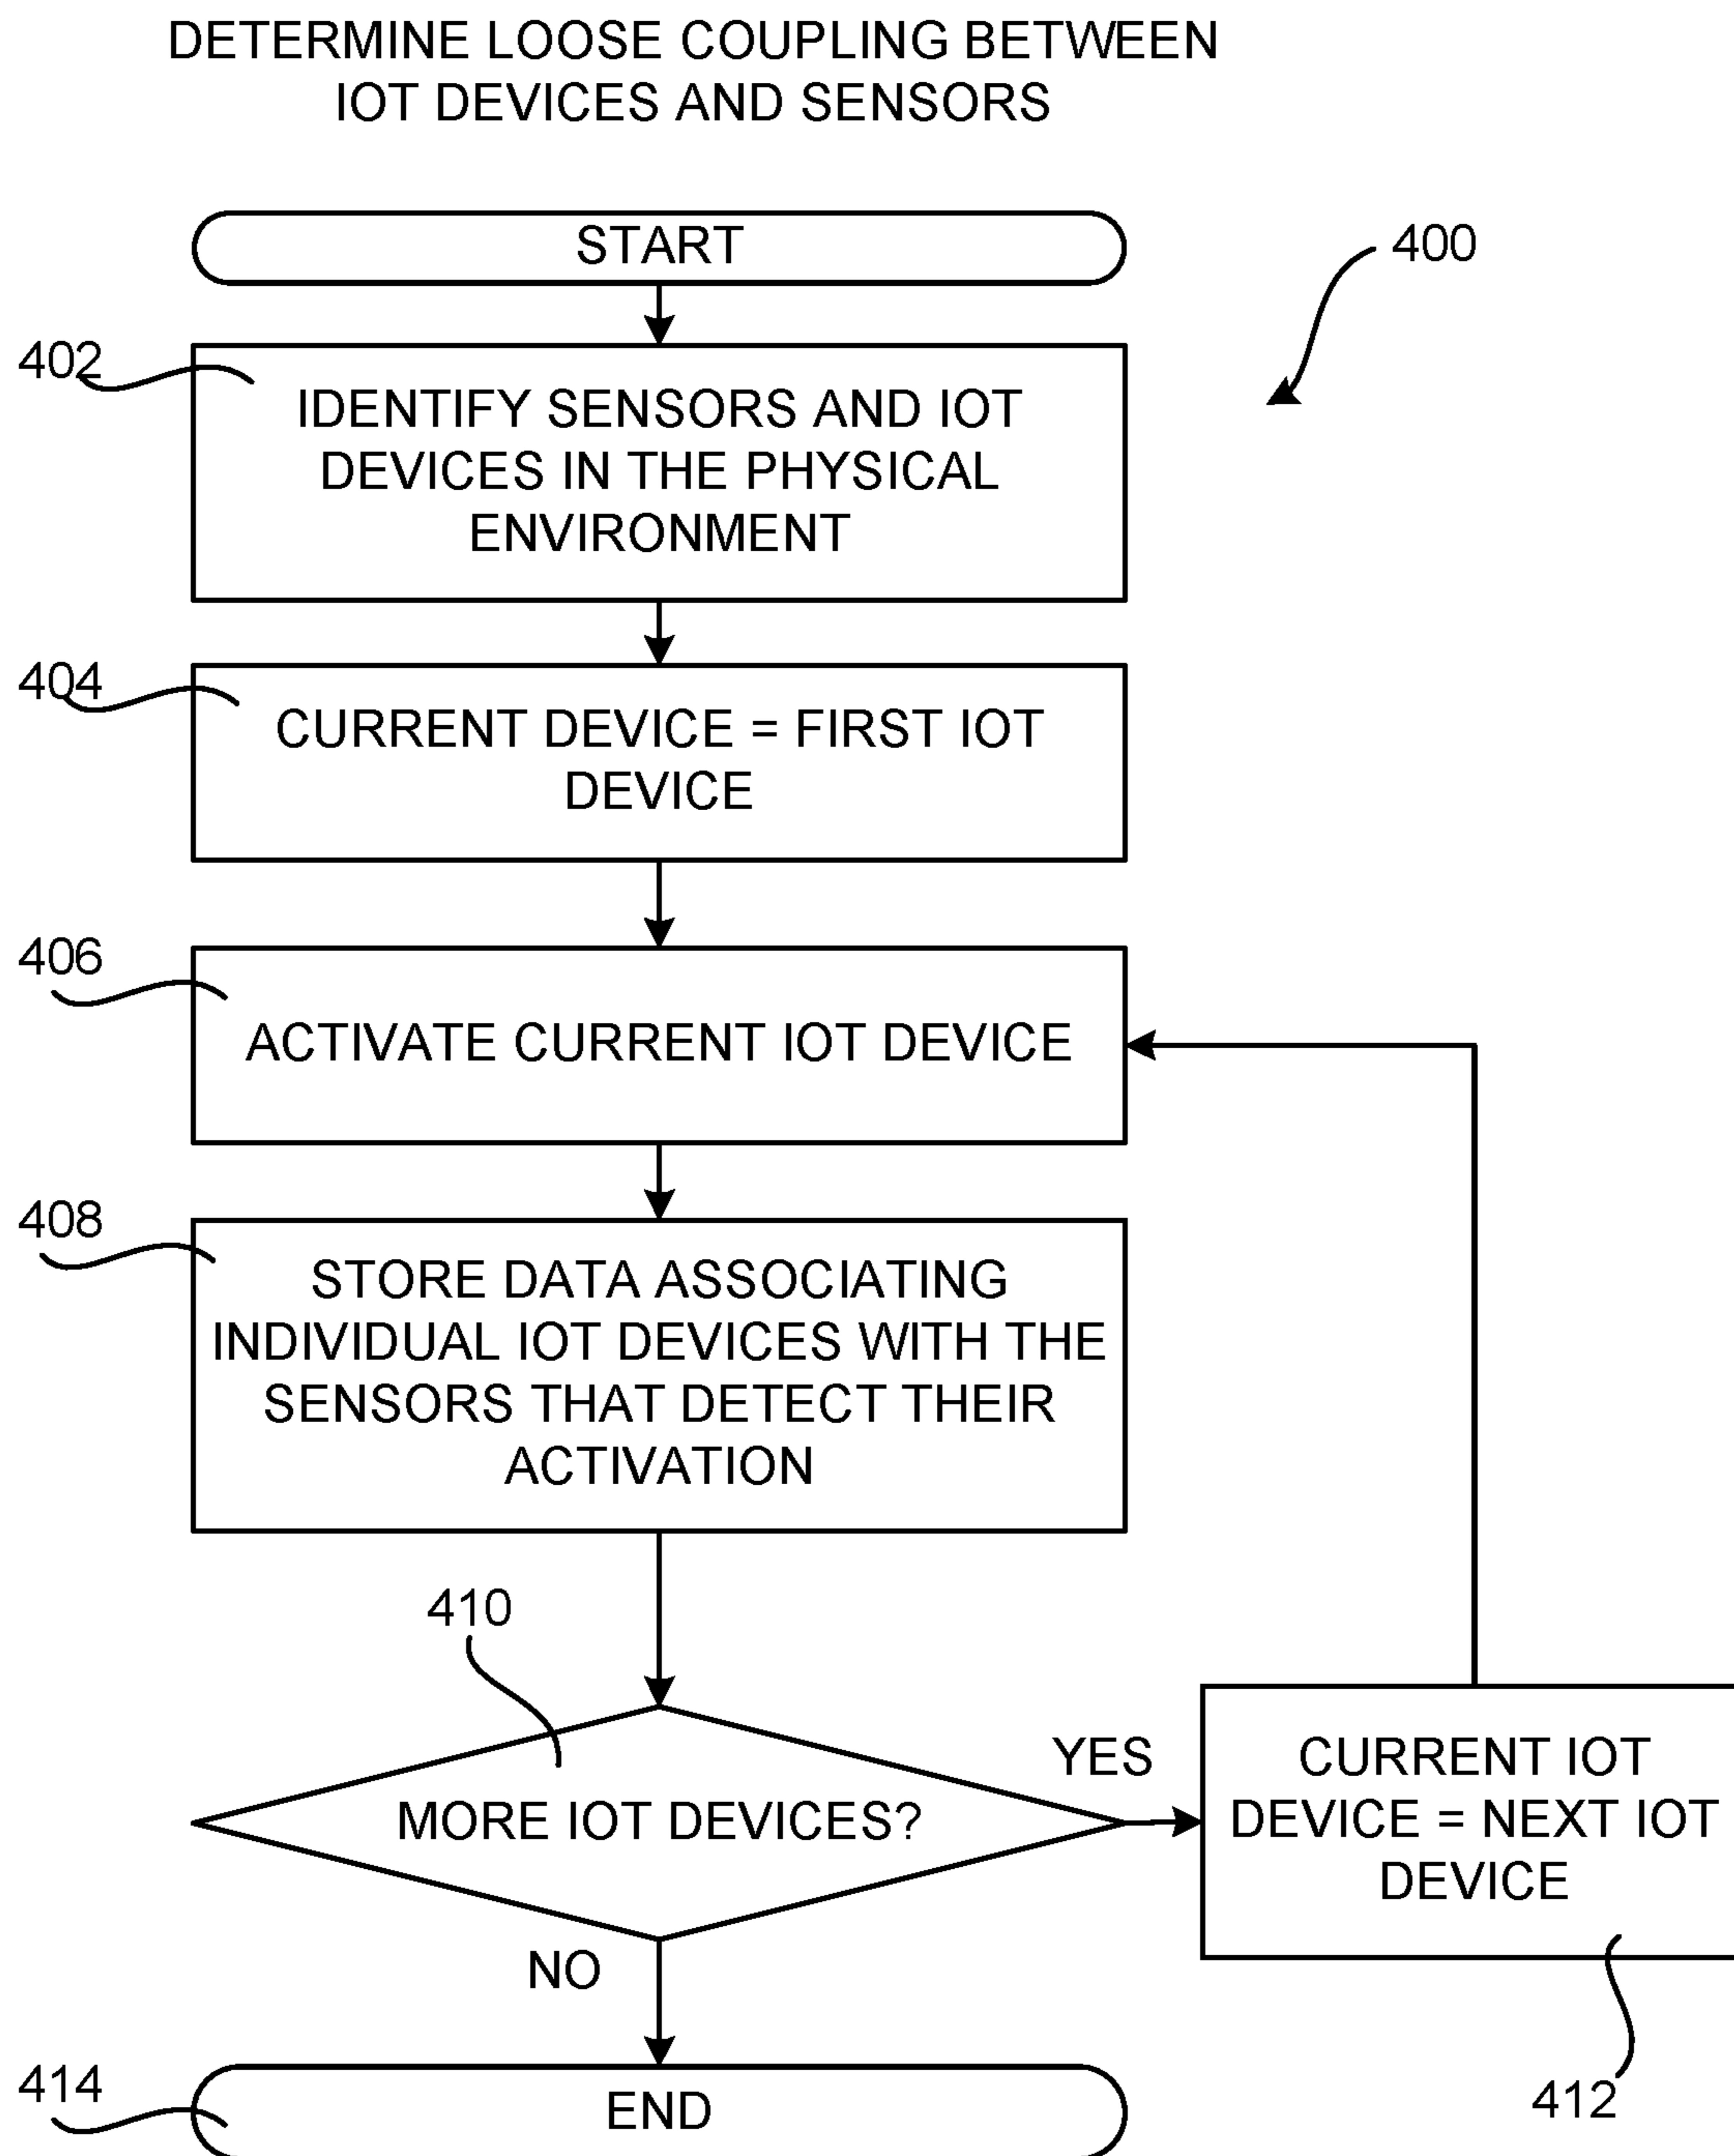 DETERMINE LOOSE COUPLING BETWEEN
IOT DEVICES AND SENSORS
START
400
402
IDENTIFY SENSORS AND IOT
DEVICES IN THE PHYSICAL
ENVIRONMENT
404
CURRENT DEVICE = FIRST IOT
DEVICE
406
ACTIVATE CURRENT IOT DEVICE
408
STORE DATA ASSOCIATING
INDIVIDUAL IOT DEVICES WITH THE
SENSORS THAT DETECT THEIR
ACTIVATION
410
MORE IOT DEVICES?
YES
CURRENT IOT
DEVICE = NEXT IOT
DEVICE
412
NO
414
END